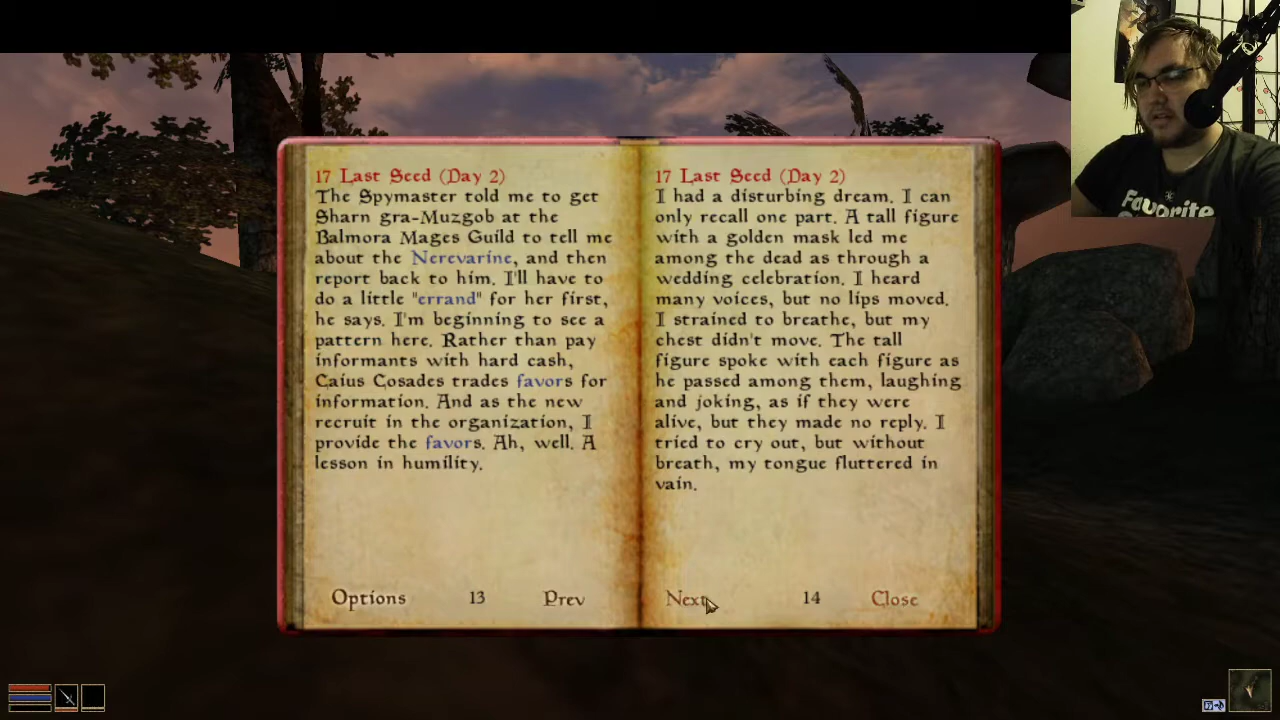 17 Last Seed (Day 2)
The Spymaster told me to get
Sharn gra-Muzgob at the
Balmora Mages Guild to tell me
about the Nerevarine, and then
report back to him. I'll have to
do a little "errand" for her first,
he says. I'm beginning to see a
pattern here. Rather than pay
informants with hard cash,
Caius Cosades trades favors for
information. And as the new
recruit in the organization, I
provide the favors. Ah, well. A
lesson in humility.
17 Last Seed (Day 2)
I had a disturbing dream. I can
only recall one part. A tall figure
with a golden mask led me
among the dead as through a
wedding celebration. I heard
many voices, but no lips moved.
I strained to breathe, but my
chest didn't move. The tall
figure spoke with each figure as
he passed among them, laughing
and joking, as if they were
alive, but they made no reply. I
tried to cry out, but without
breath, my tongue fluttered in
vain.
Options 13 Prev
Next 14 Close
Favorite